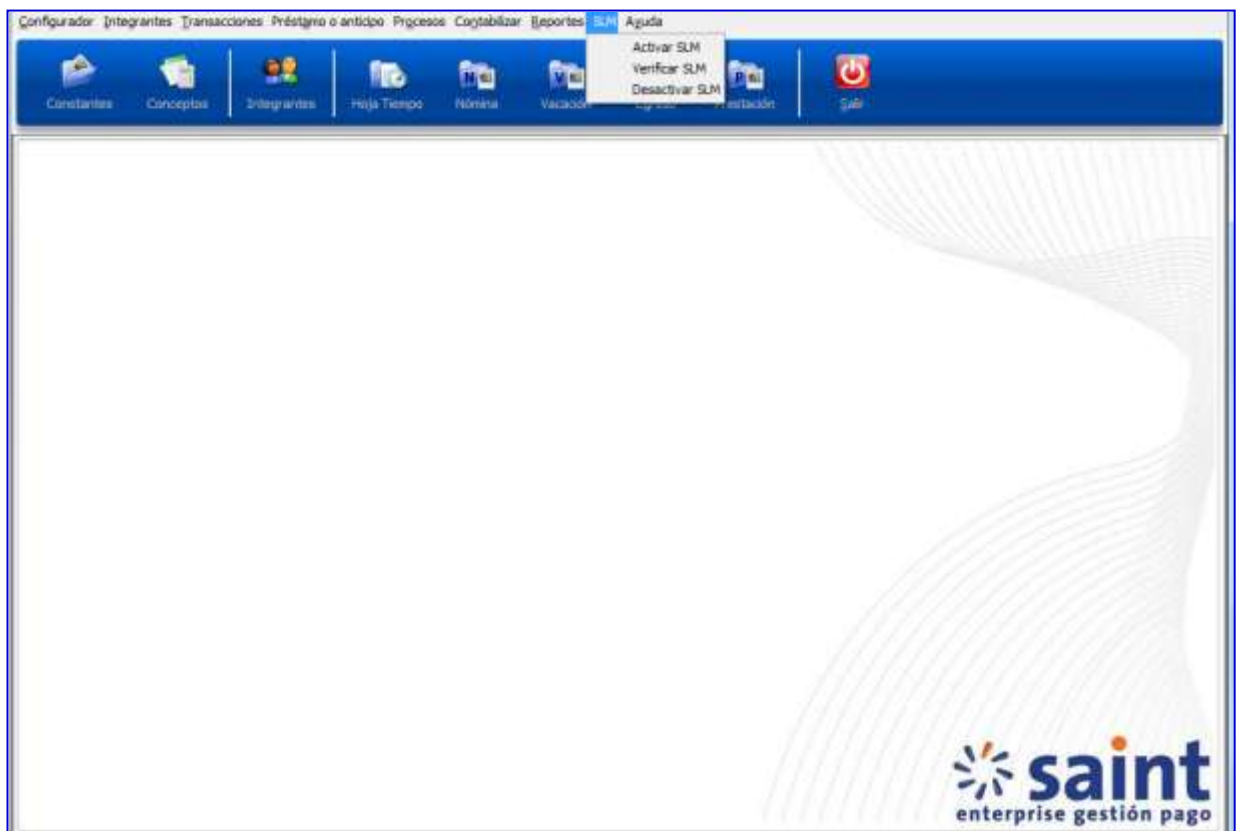 Configurador Integrantes Transacciones Préstamo o anticipo Procesos Contabilizar Reportes SLM Ayuda
Activar SLM
Verificar SLM
Desactivar SLM
Constantes Conceptos Integrantes Hoja Tiempo Nómina Vacación Salir
saint
enterprise gestión pago